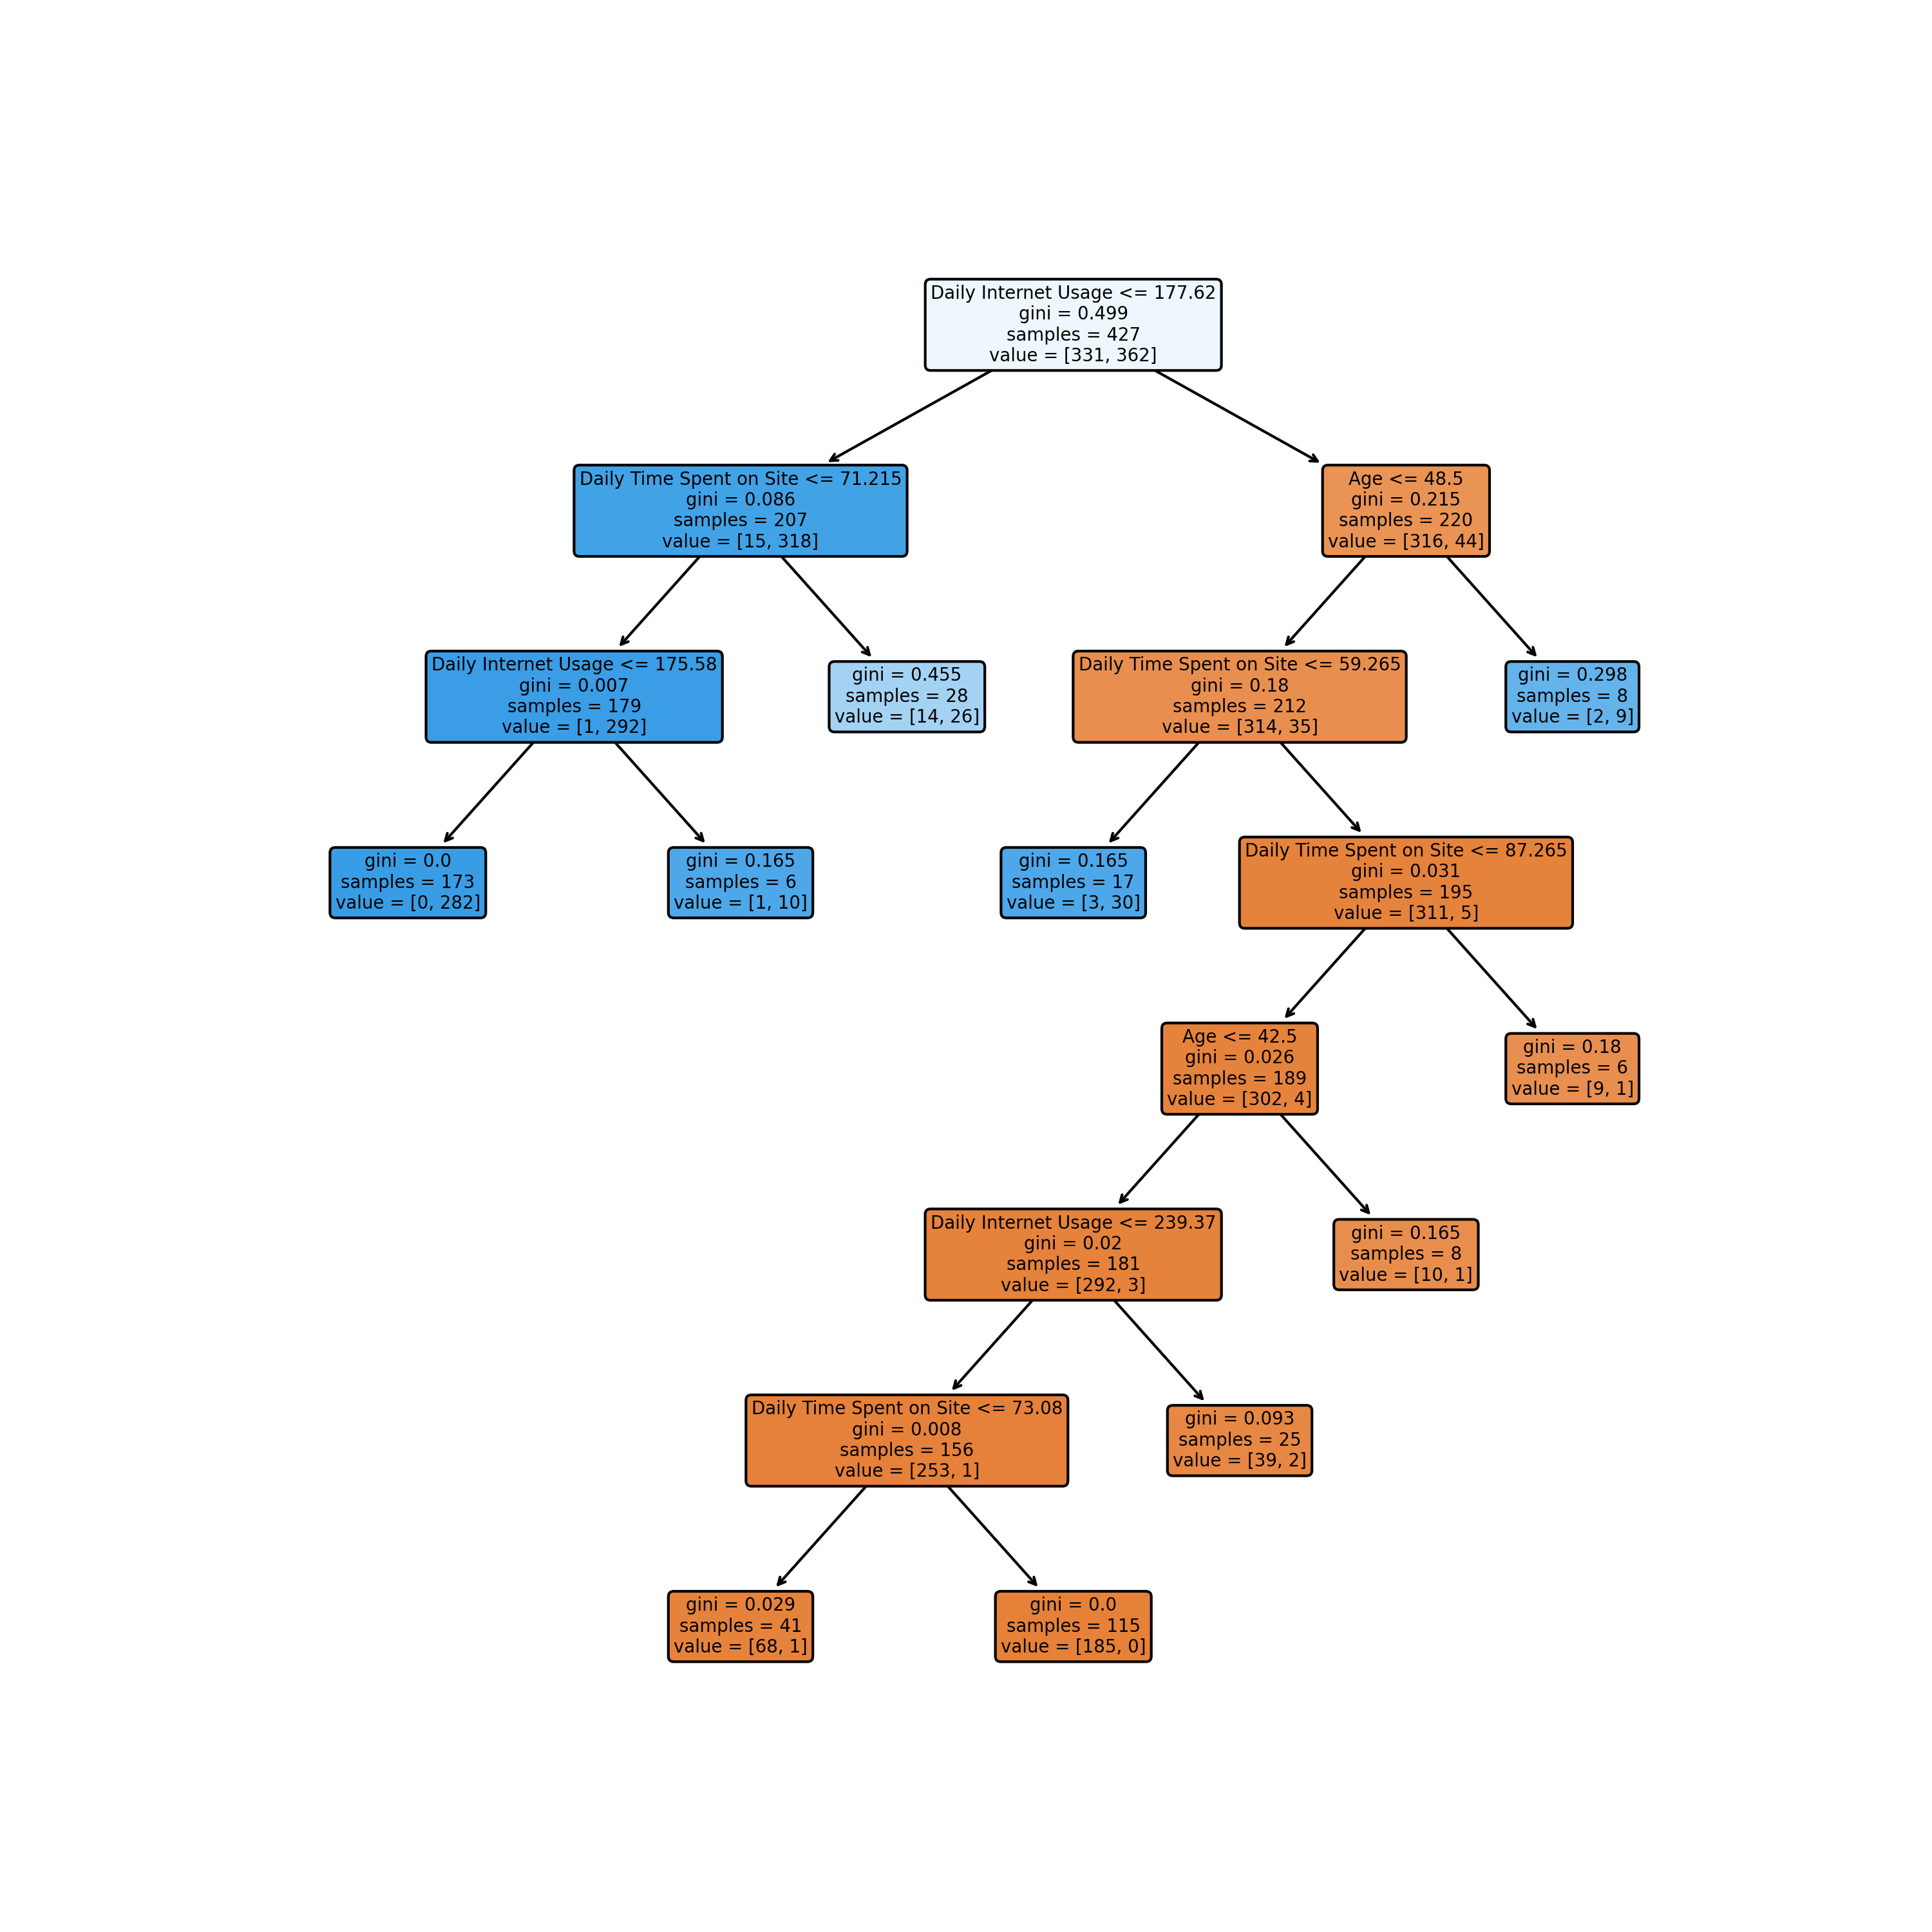 Daily Internet Usage <= 177.62
gini = 0.499
samples = 427
value = [331, 362]
Daily Time Spent on Site <= 71.215
gini = 0.086
samples = 207
value = [15, 318]
Age <= 48.5
gini = 0.215
samples = 220
value = [316, 44]
Daily Internet Usage <= 175.58
gini = 0.007
samples = 179
value = [1, 292]
gini = 0.455
samples = 28
value = [14, 26]
Daily Time Spent on Site <= 59.265
gini = 0.18
samples = 212
value = [314, 35]
gini = 0.298
samples = 8
value = [2, 9]
gini = 0.0
samples = 173
value = [0, 282]
gini = 0.165
samples = 6
value = [1, 10]
gini = 0.165
samples = 17
value = [3, 30]
Daily Time Spent on Site <= 87.265
gini = 0.031
samples = 195
value = [311, 5]
Age <= 42.5
gini = 0.026
samples = 189
value = [302, 4]
gini = 0.18
samples = 6
value = [9, 1]
Daily Internet Usage <= 239.37
gini = 0.02
samples = 181
value = [292, 3]
gini = 0.165
samples = 8
value = [10, 1]
Daily Time Spent on Site <= 73.08
gini = 0.008
samples = 156
value = [253, 1]
gini = 0.093
samples = 25
value = [39, 2]
gini = 0.029
samples = 41
value = [68, 1]
gini = 0.0
samples = 115
value = [185, 0]